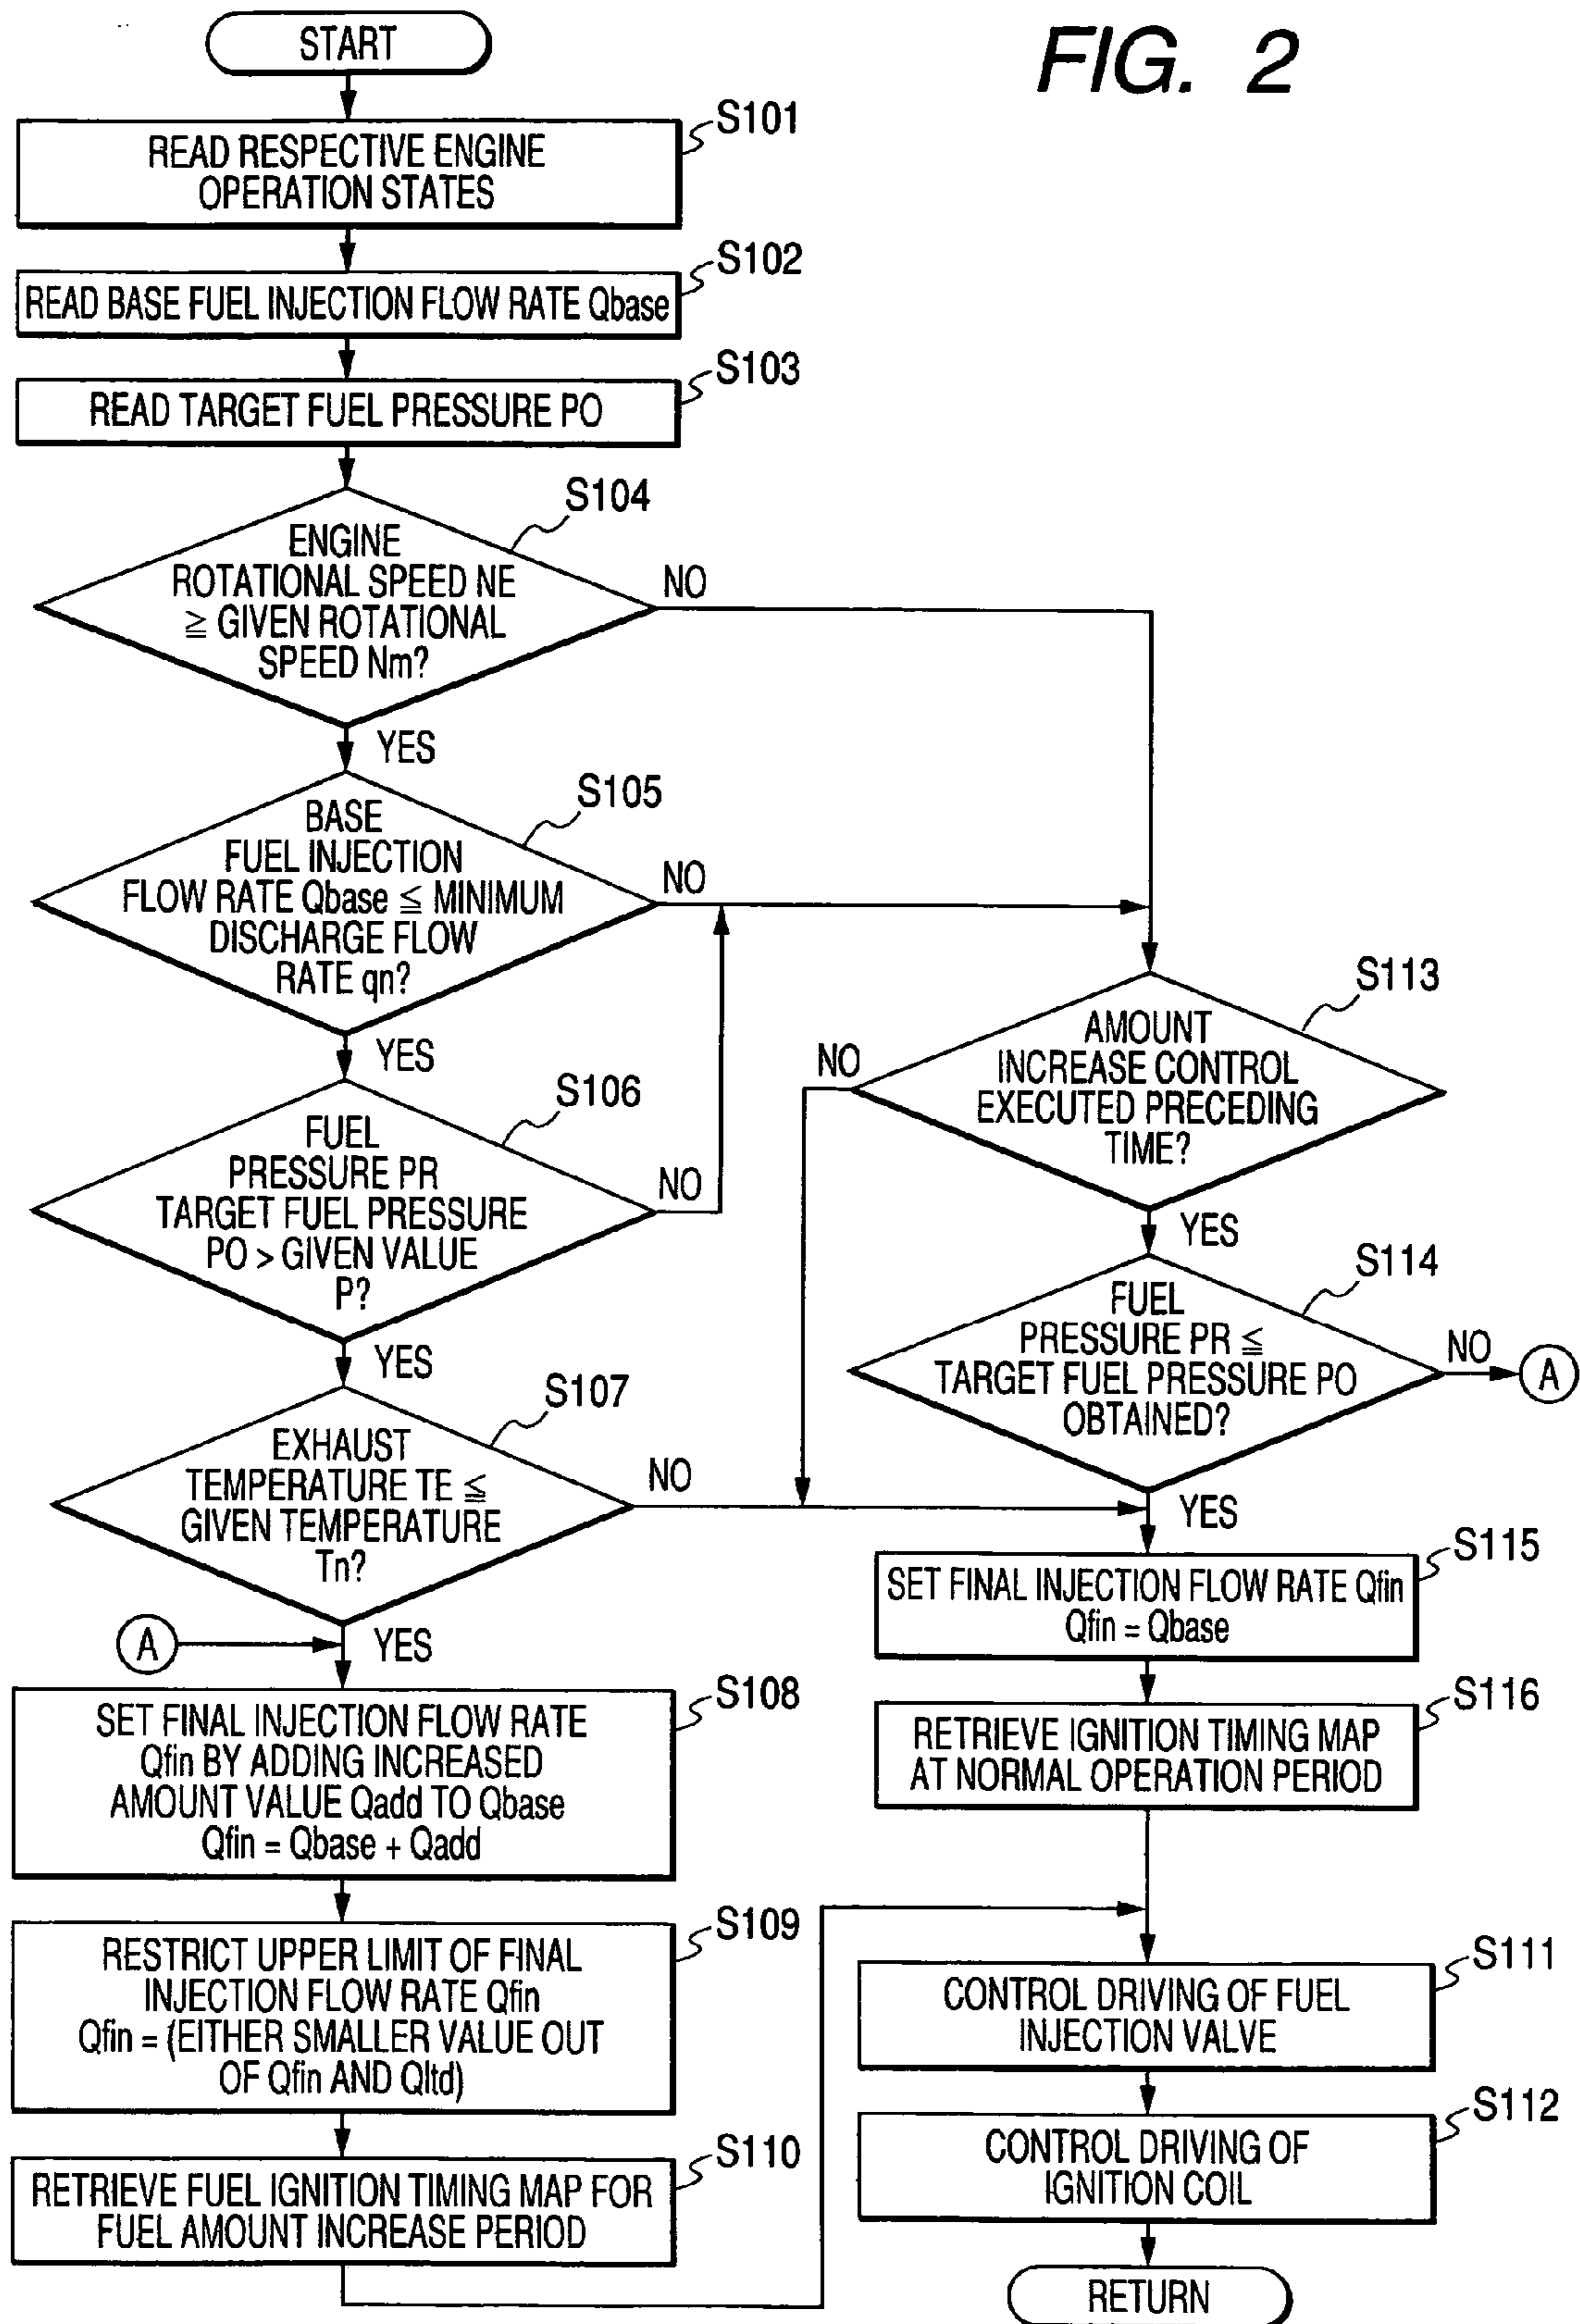 FIG. 2
START
S101
READ RESPECTIVE ENGINE
OPERATION STATES
S102
READ BASE FUEL INJECTION FLOW RATE Qbase
S103
READ TARGET FUEL PRESSURE PO
S104
ENGINE
ROTATIONAL SPEED NE
≧ GIVEN ROTATIONAL
SPEED Nm?
NO
YES
S105
BASE
FUEL INJECTION
FLOW RATE Qbase ≦ MINIMUM
DISCHARGE FLOW
RATE qn?
NO
YES
S106
FUEL
PRESSURE PR
TARGET FUEL PRESSURE
PO > GIVEN VALUE
P?
NO
YES
S107
EXHAUST
TEMPERATURE TE ≦
GIVEN TEMPERATURE
Tn?
NO
YES
A
S108
SET FINAL INJECTION FLOW RATE
Qfin BY ADDING INCREASED
AMOUNT VALUE Qadd TO Qbase
Qfin = Qbase + Qadd
S109
RESTRICT UPPER LIMIT OF FINAL
INJECTION FLOW RATE Qfin
Qfin = (EITHER SMALLER VALUE OUT
OF Qfin AND Qltd)
S110
RETRIEVE FUEL IGNITION TIMING MAP FOR
FUEL AMOUNT INCREASE PERIOD
S113
AMOUNT
INCREASE CONTROL
EXECUTED PRECEDING
TIME?
NO
YES
S114
FUEL
PRESSURE PR ≦
TARGET FUEL PRESSURE PO
OBTAINED?
NO
A
YES
S115
SET FINAL INJECTION FLOW RATE Qfin
Qfin = Qbase
S116
RETRIEVE IGNITION TIMING MAP
AT NORMAL OPERATION PERIOD
S111
CONTROL DRIVING OF FUEL
INJECTION VALVE
S112
CONTROL DRIVING OF
IGNITION COIL
RETURN